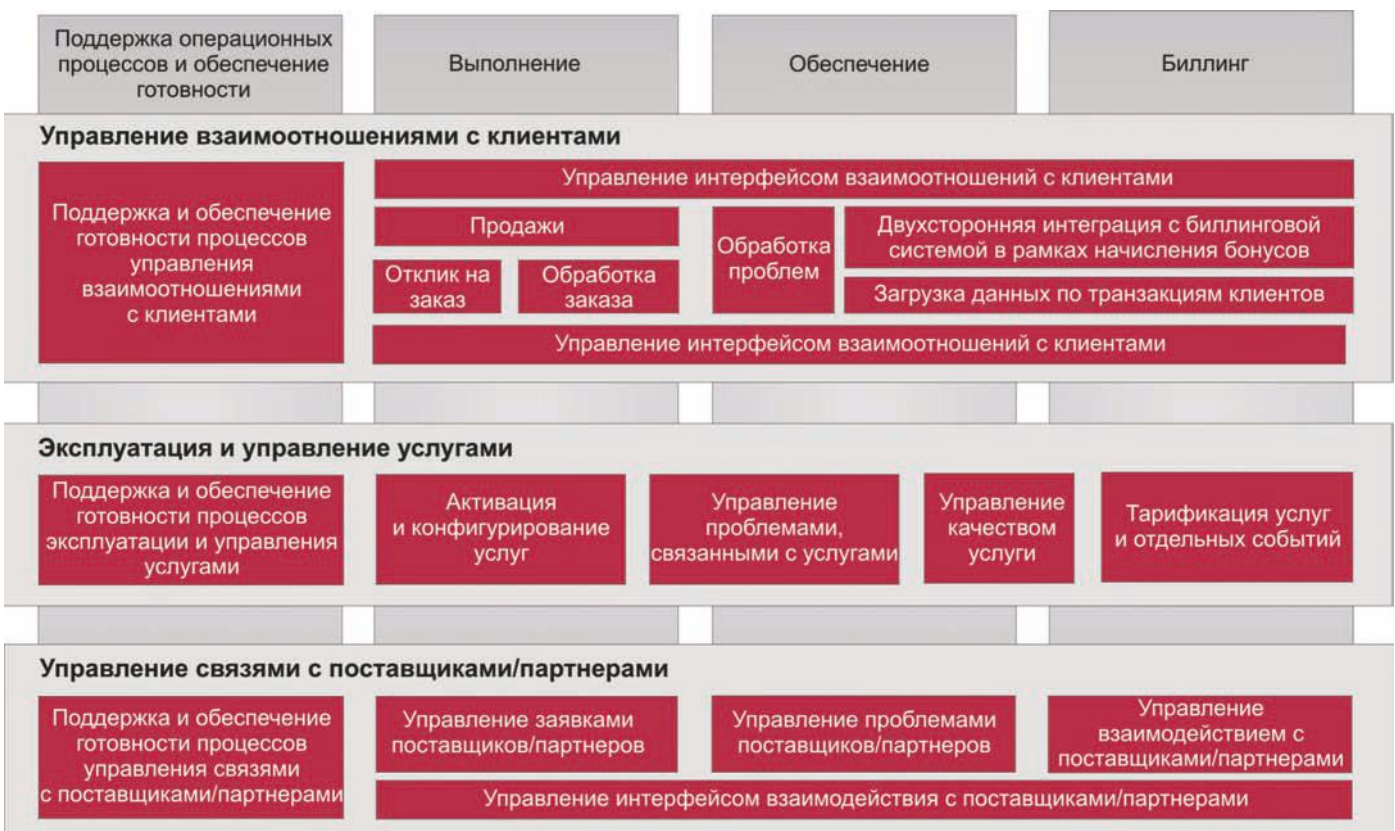 Поддержка операционных
процессов и обеспечение
готовности
Выполнение
Обеспечение
Биллинг
Управление взаимоотношениями с клиентами
Поддержка и обеспечение
готовности процессов
управления
взаимоотношениями
с клиентами
Управление интерфейсом взаимоотношений с клиентами
Продажи
Отклик на
заказ
Обработка
заказа
Обработка
проблем
Двухсторонняя интеграция с биллинговой
системой в рамках начисления бонусов
Загрузка данных по транзакциям клиентов
Управление интерфейсом взаимоотношений с клиентами
Эксплуатация и управление услугами
Поддержка и обеспечение
готовности процессов
эксплуатации и управления
услугами
Активация
и конфигурирование
услуг
Управление
проблемами,
связанными с услугами
Управление
качеством
услуги
Тарификация услуг
и отдельных событий
Управление связями с поставщиками/партнерами
Поддержка и обеспечение
готовности процессов
управления связями
с поставщиками/партнерами
Управление заявками
поставщиков/партнеров
Управление проблемами
поставщиков/партнеров
Управление
взаимодействием с
поставщиками/партнерами
Управление интерфейсом взаимодействия с поставщиками/партнерами